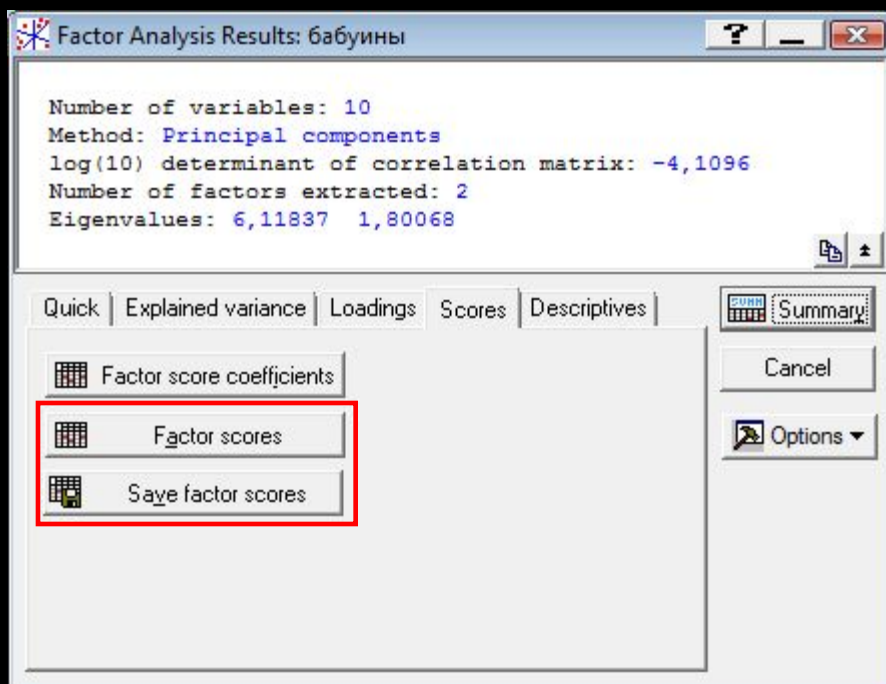 Factor Analysis Results: бабуины
?
Number of variables: 10
Method: Principal components
log(10) determinant of correlation matrix: -4,1096
Number of factors extracted: 2
Eigenvalues: 6,11837 1,80068
Quick
Explained variance
Loadings
Scores
Descriptives
Factor score coefficients
Factor scores
Save factor scores
SUMM
Summary
Cancel
Options